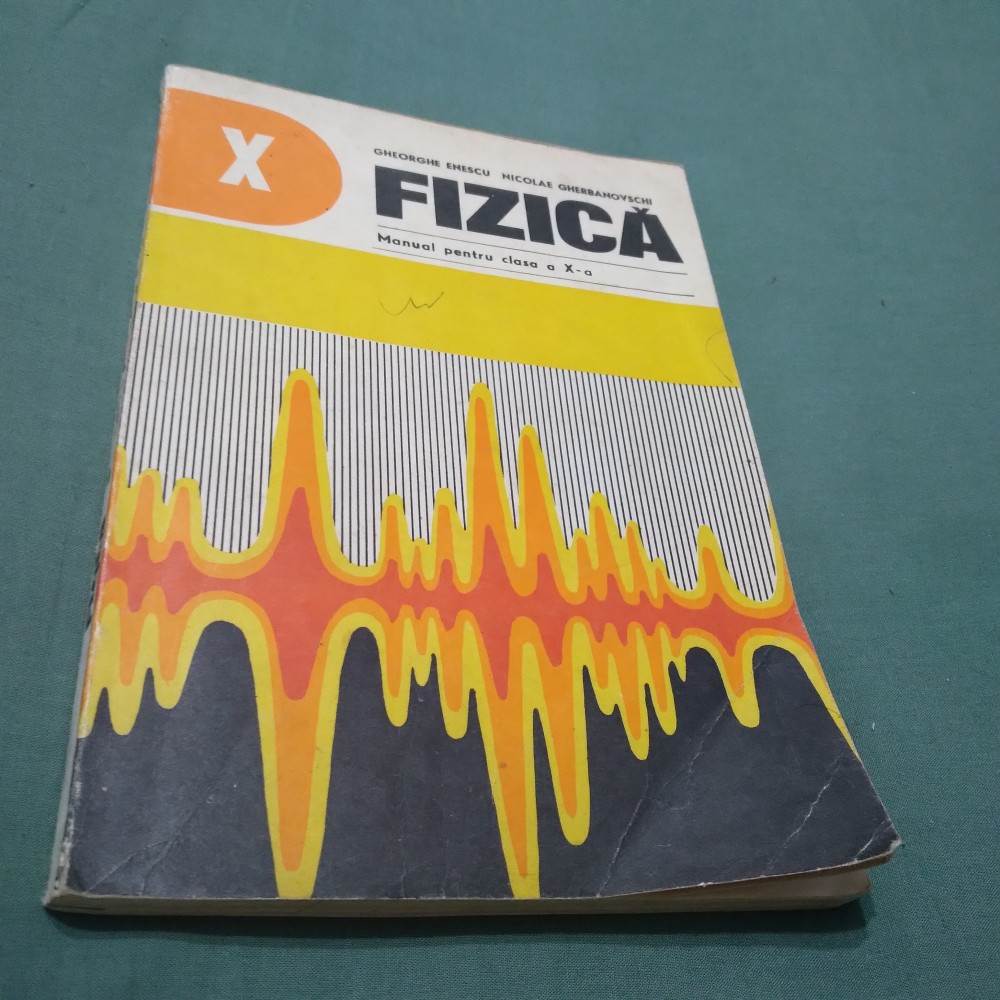 X
GHEORGHE ENESCU NICOLAE GHERBANOVSCHI
FIZICĂ
Manual pentru clasa a X-a